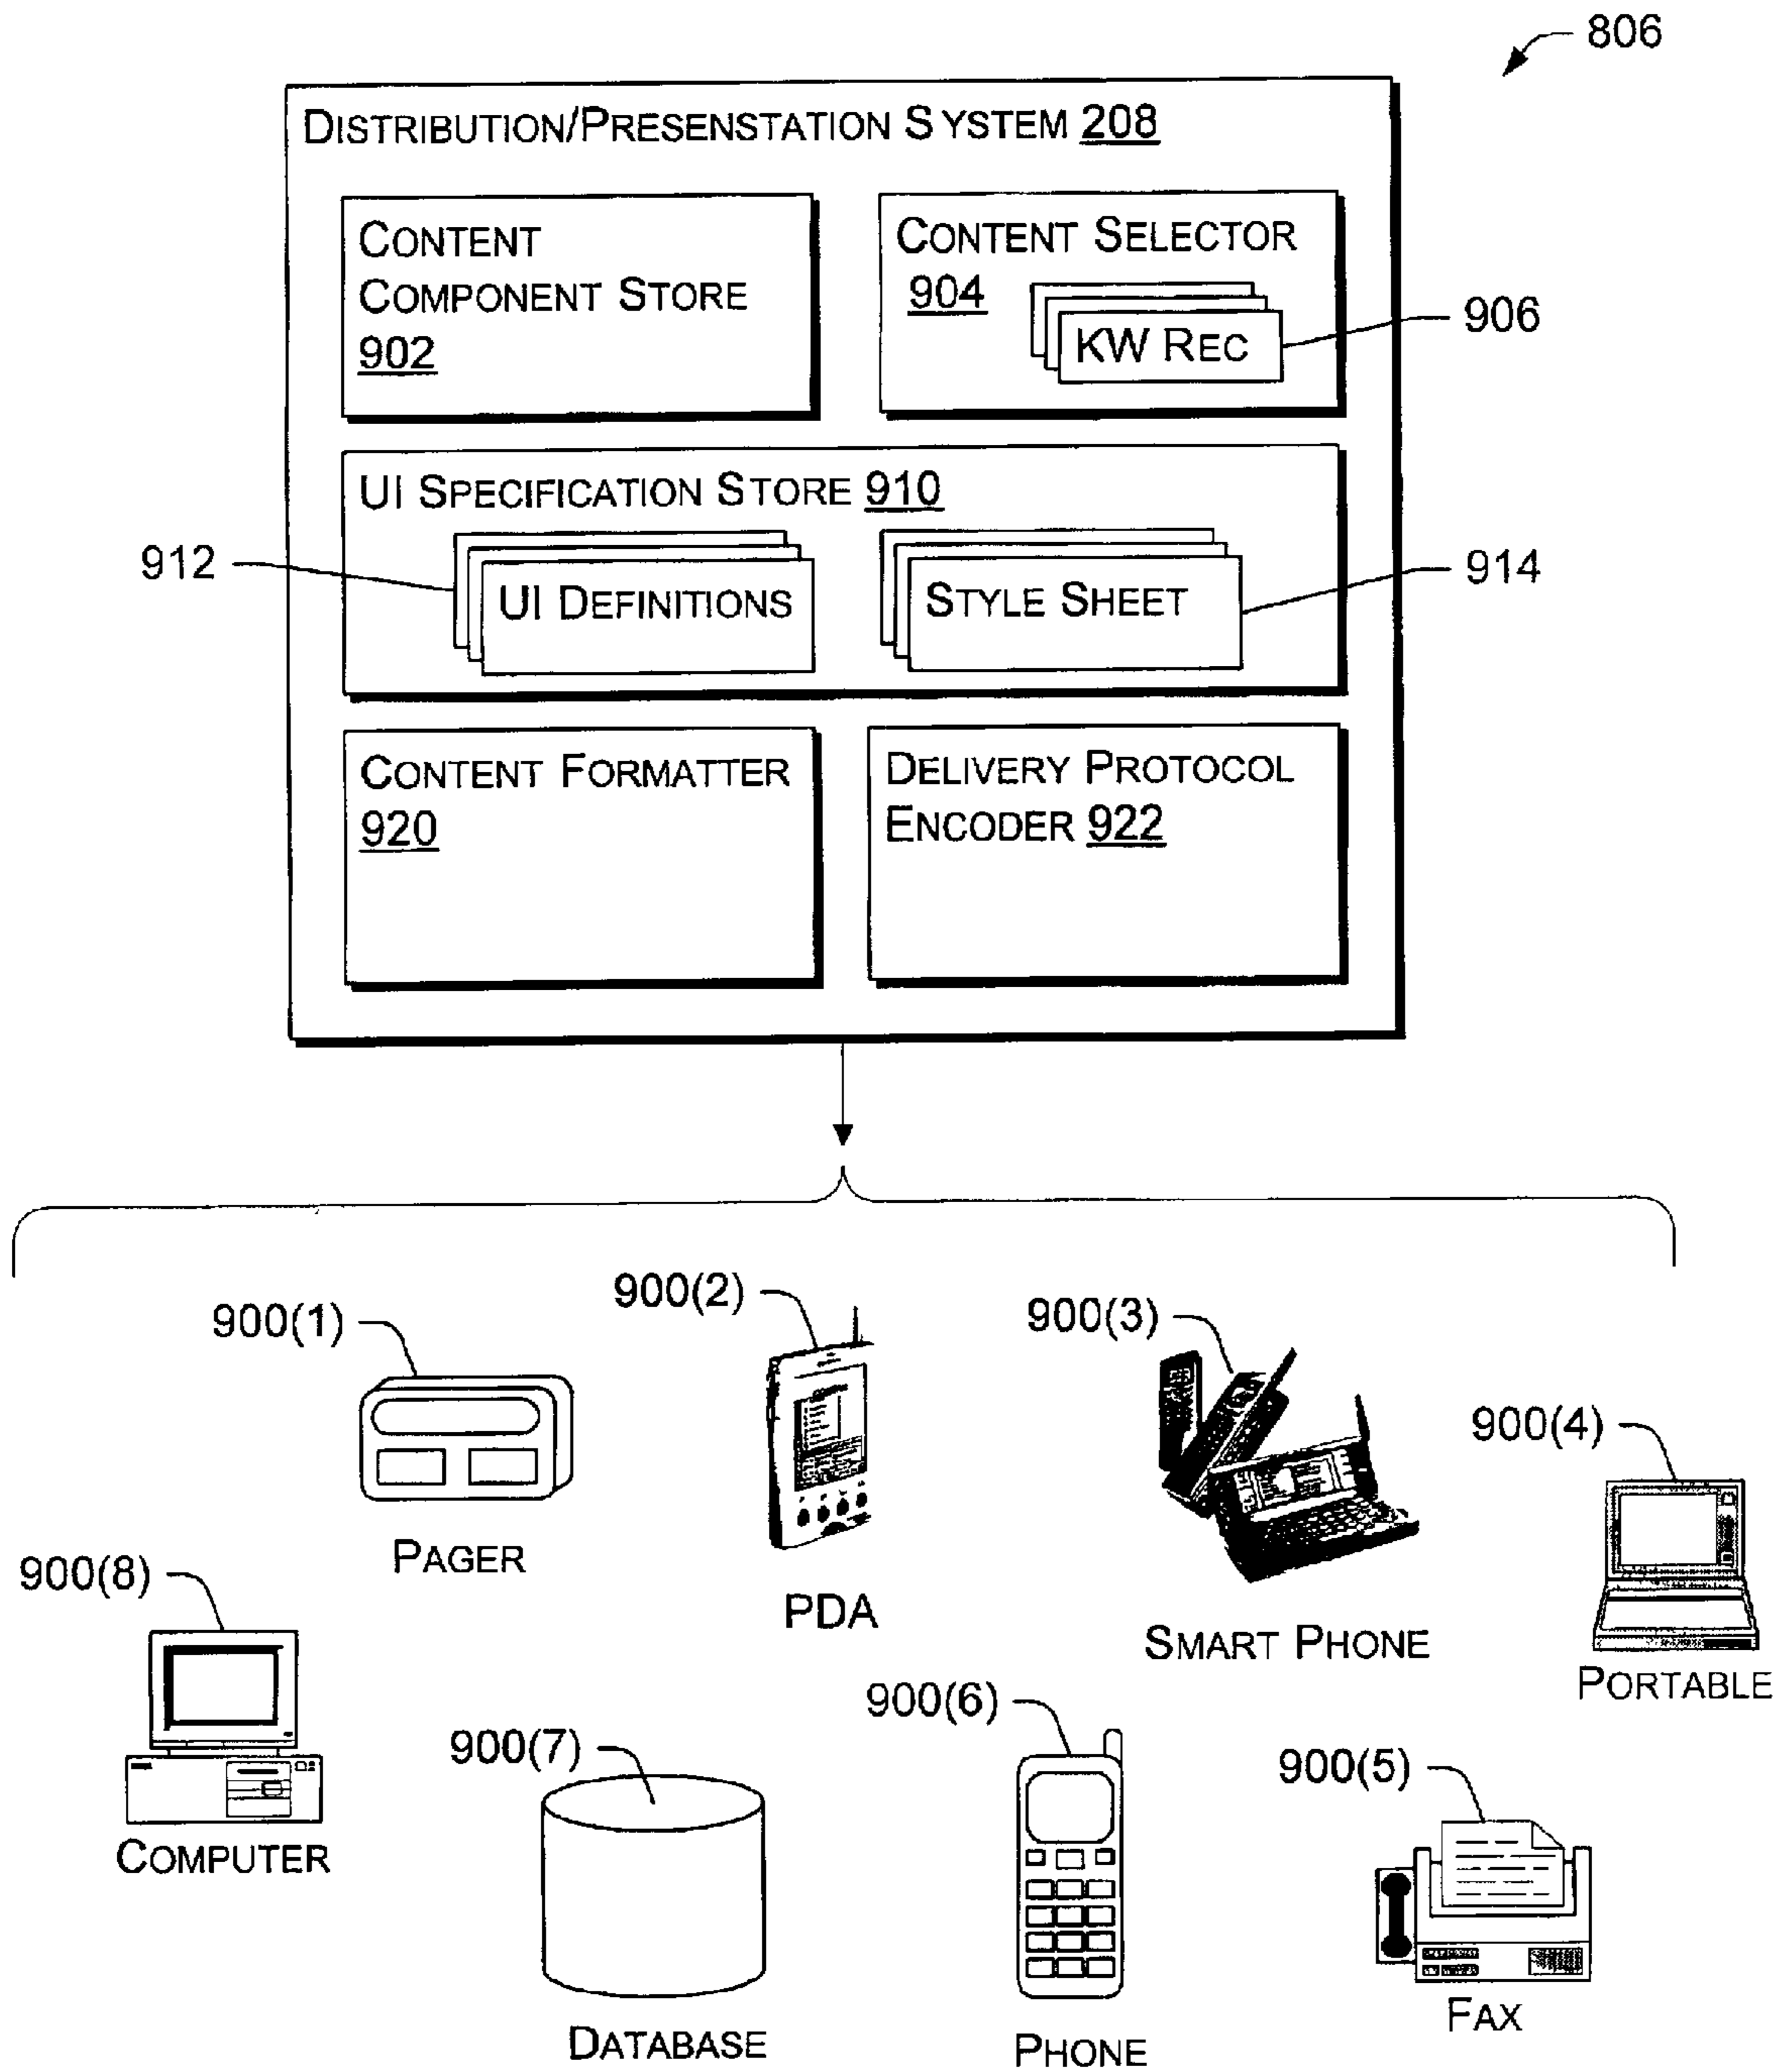 806
DISTRIBUTION/PRESENSTATION SYSTEM 208
CONTENT
COMPONENT STORE
902
CONTENT SELECTOR
904
KW REC
906
UI SPECIFICATION STORE 910
912
UI DEFINITIONS
STYLE SHEET
914
CONTENT FORMATTER
920
DELIVERY PROTOCOL
ENCODER 922
900(1)
PAGER
900(2)
PDA
900(3)
SMART PHONE
900(4)
PORTABLE
900(8)
COMPUTER
900(7)
DATABASE
900(6)
PHONE
900(5)
FAX